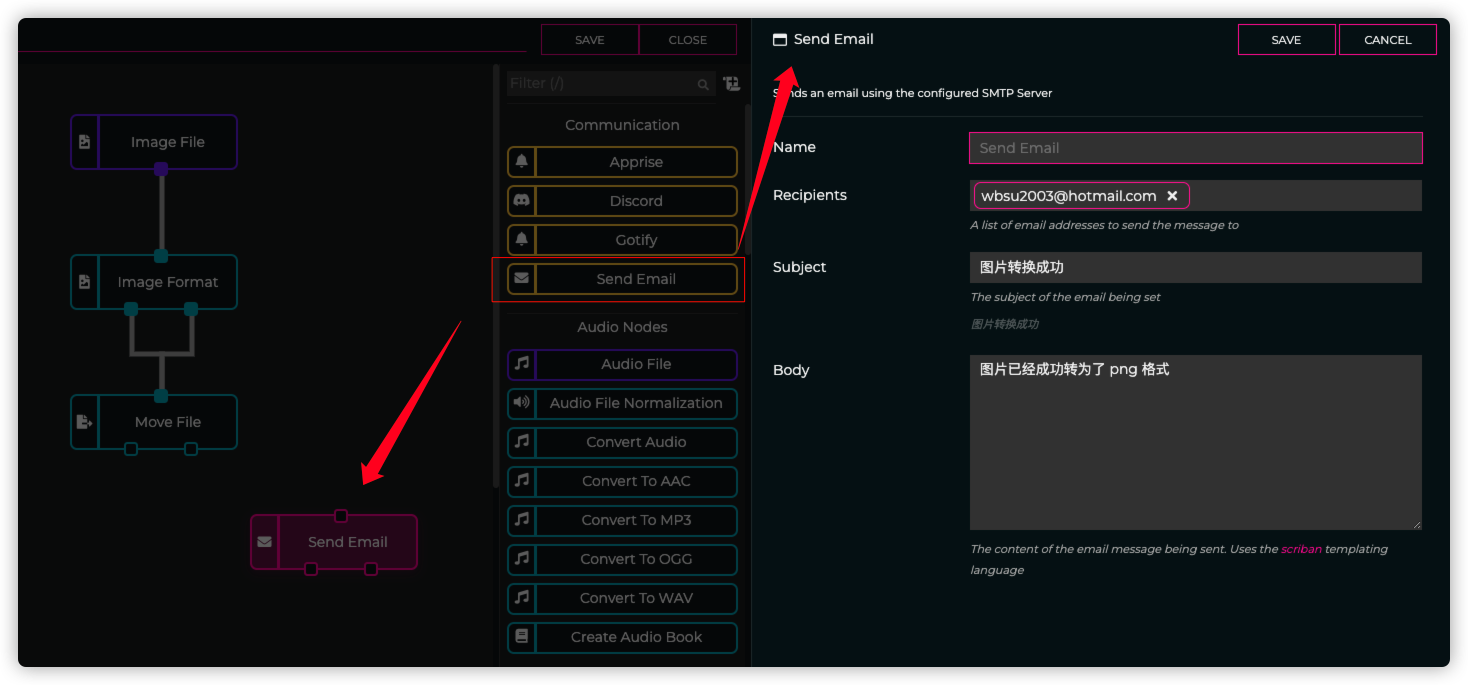 SAVE
CLOSE
Filter (/)
Image File
Image Format
Move File
Send Email
Communication
Apprise
Discord
Gotify
Send Email
Audio Nodes
Audio File
Audio File Normalization
Convert Audio
Convert To AAC
Convert To MP3
Convert To OGG
Convert To WAV
Create Audio Book
Send Email
SAVE
CANCEL
Sends an email using the configured SMTP Server
Name
Send Email
Recipients
wbsu2003@hotmail.com
A list of email addresses to send the message to
Subject
图片转换成功
The subject of the email being set
图片转换成功
Body
图片已经成功转为了 png 格式
The content of the email message being sent. Uses the scriban templating
language